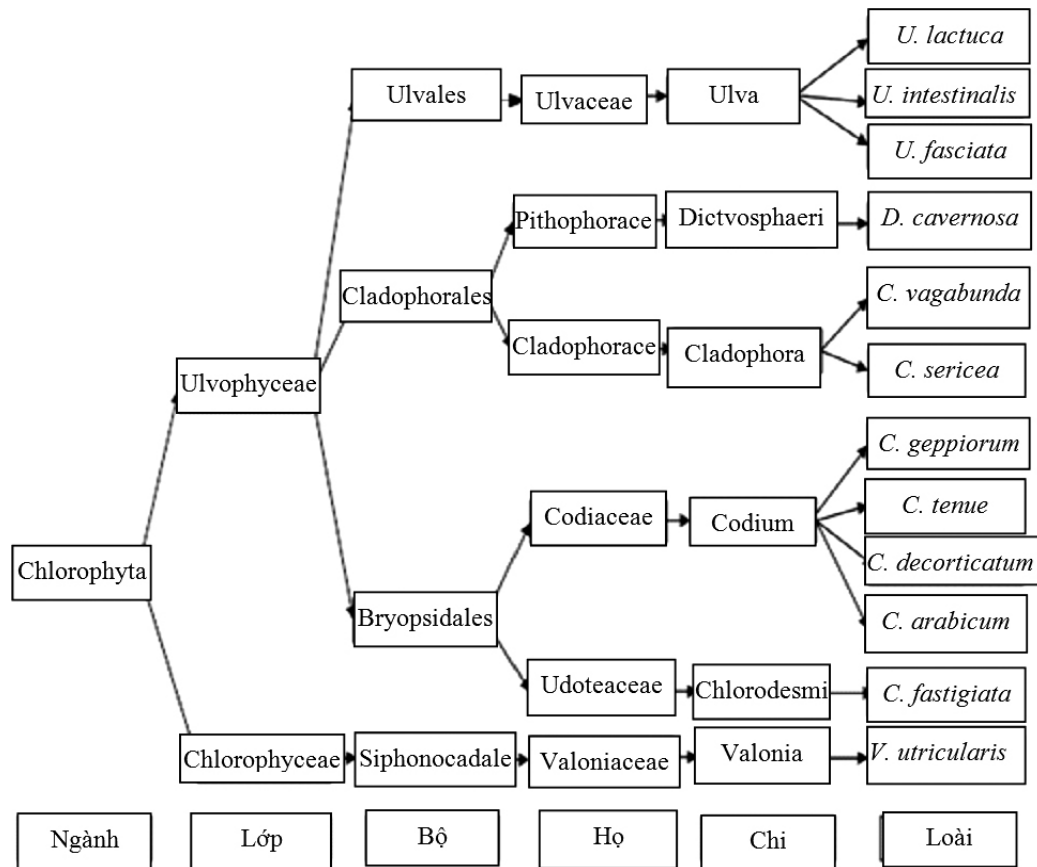 U. lactuca
Ulvales
Ulvaceae
Ulva
U. intestinalis
U. fasciata
Pithophorace
Dictvosphaeri
D. cavernosa
Cladophorales
C. vagabunda
Cladophorace
Cladophora
C. sericea
Ulvophyceae
C. geppiorum
Codiaceae
Codium
C. tenue
Chlorophyta
C. decorticatum
Bryopsidales
C. arabicum
Udoteaceae
Chlorodesmi
C. fastigiata
Chlorophyceae
Siphonocadale
Valoniaceae
Valonia
V. utricularis
Ngành
Lớp
Bộ
Họ
Chi
Loài